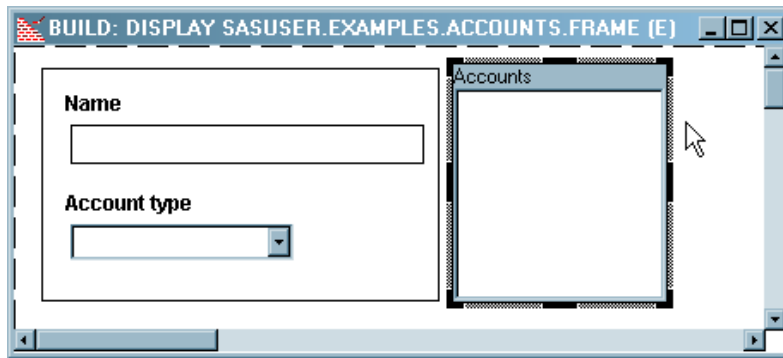 BUILD: DISPLAY SASUSER.EXAMPLES.ACCOUNTS.FRAME (E)
Name
Account type
Accounts